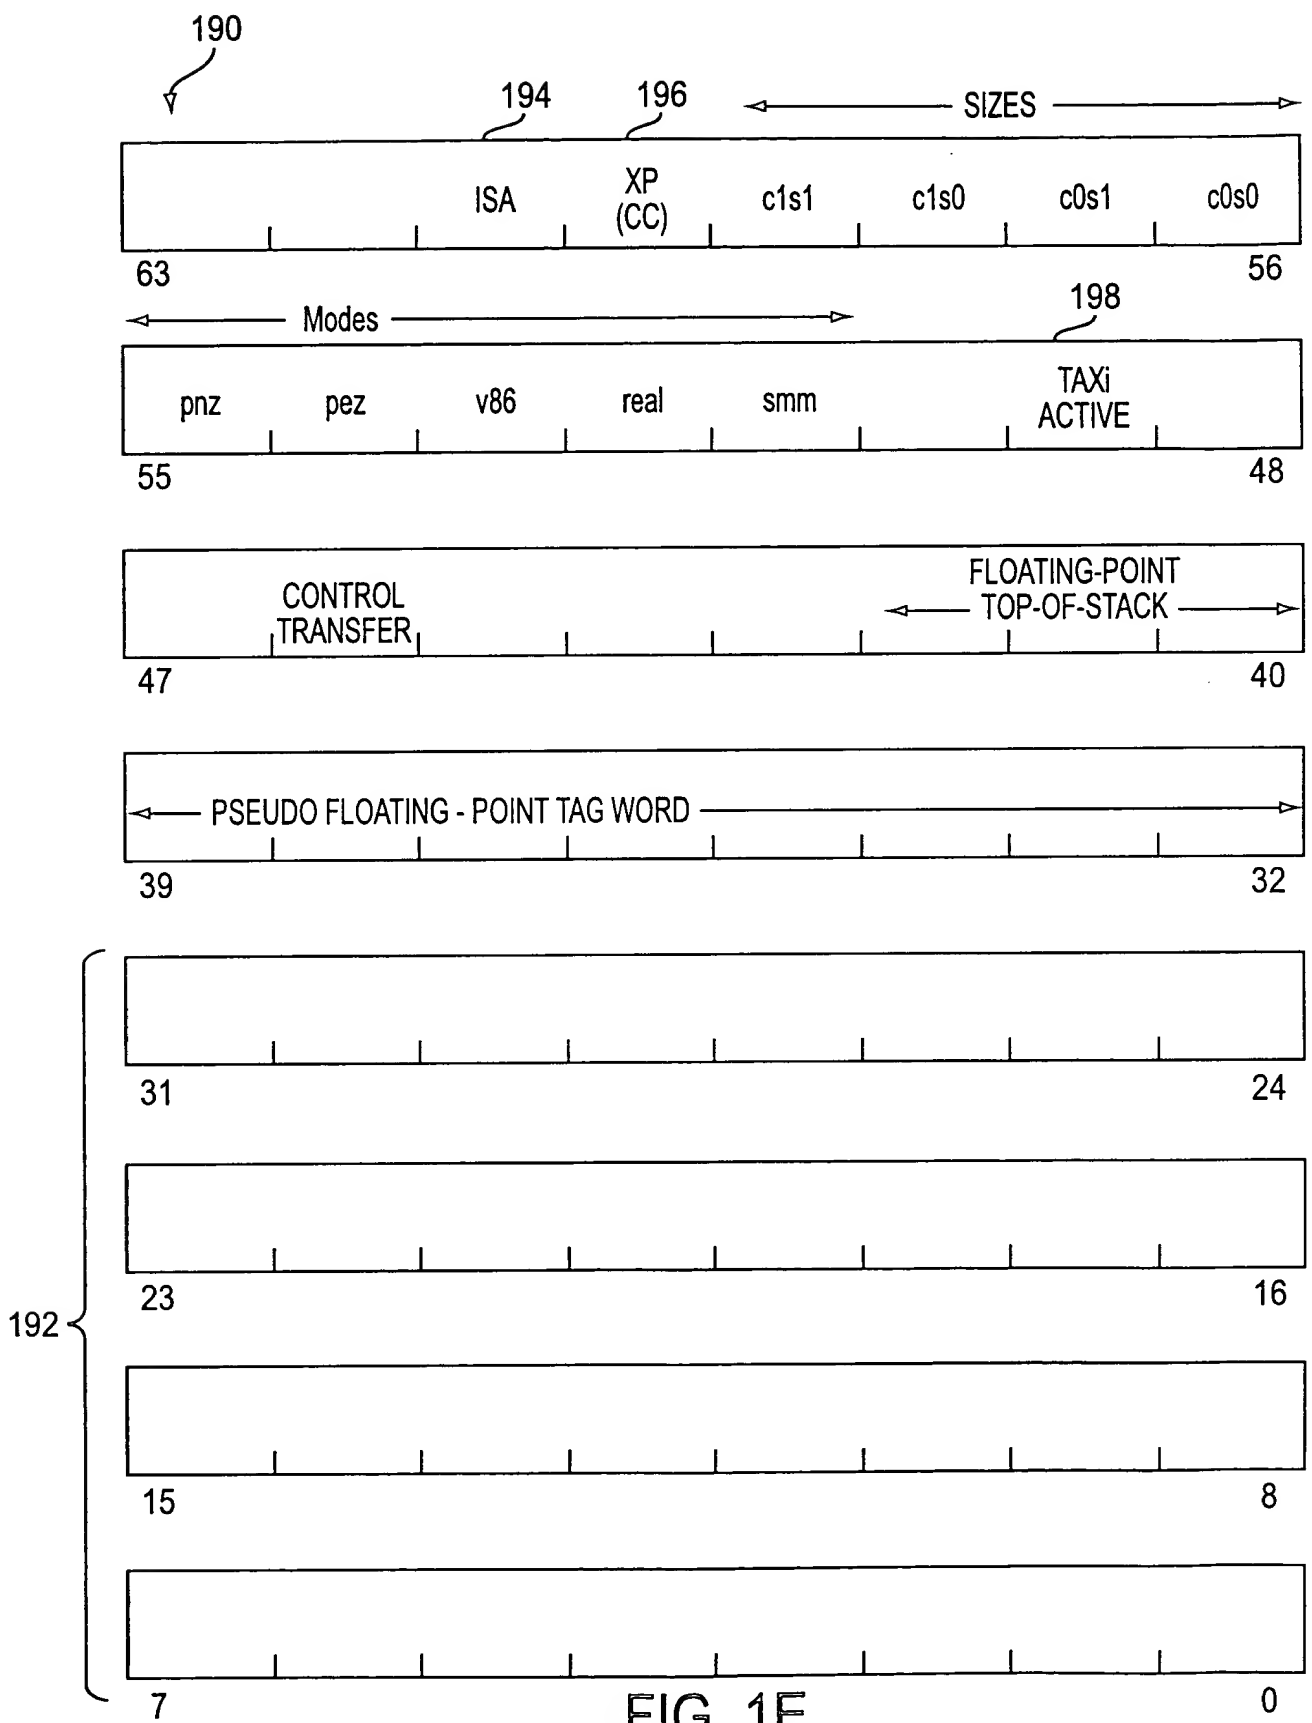 190
194 196 SIZES
ISA XP (CC) c1s1 c1s0 c0s1 c0s0
63 56
Modes 198
pnz pez v86 real smm TAXi ACTIVE
55 48
CONTROL TRANSFER FLOATING-POINT TOP-OF-STACK
47 40
PSEUDO FLOATING - POINT TAG WORD
39 32
31 24
23 16
192
15 8
7 0